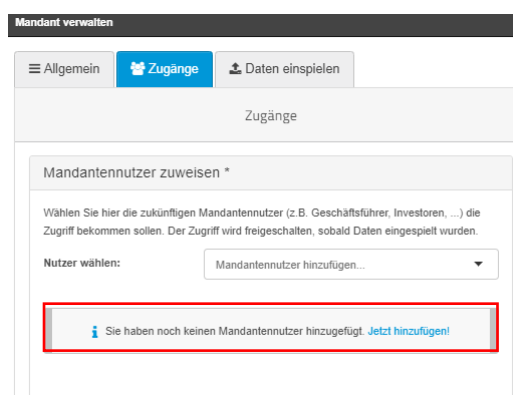 Mandant verwalten
Allgemein
Zugänge
Daten einspielen
Zugänge
Mandantennutzer zuweisen *
Wählen Sie hier die zukünftigen Mandantennutzer (z.B. Geschäftsführer, Investoren, ...) die
Zugriff bekommen sollen. Der Zugriff wird freigeschalten, sobald Daten eingespielt wurden.
Nutzer wählen:
Mandantennutzer hinzufügen...
Sie haben noch keinen Mandantennutzer hinzugefügt. Jetzt hinzufügen!